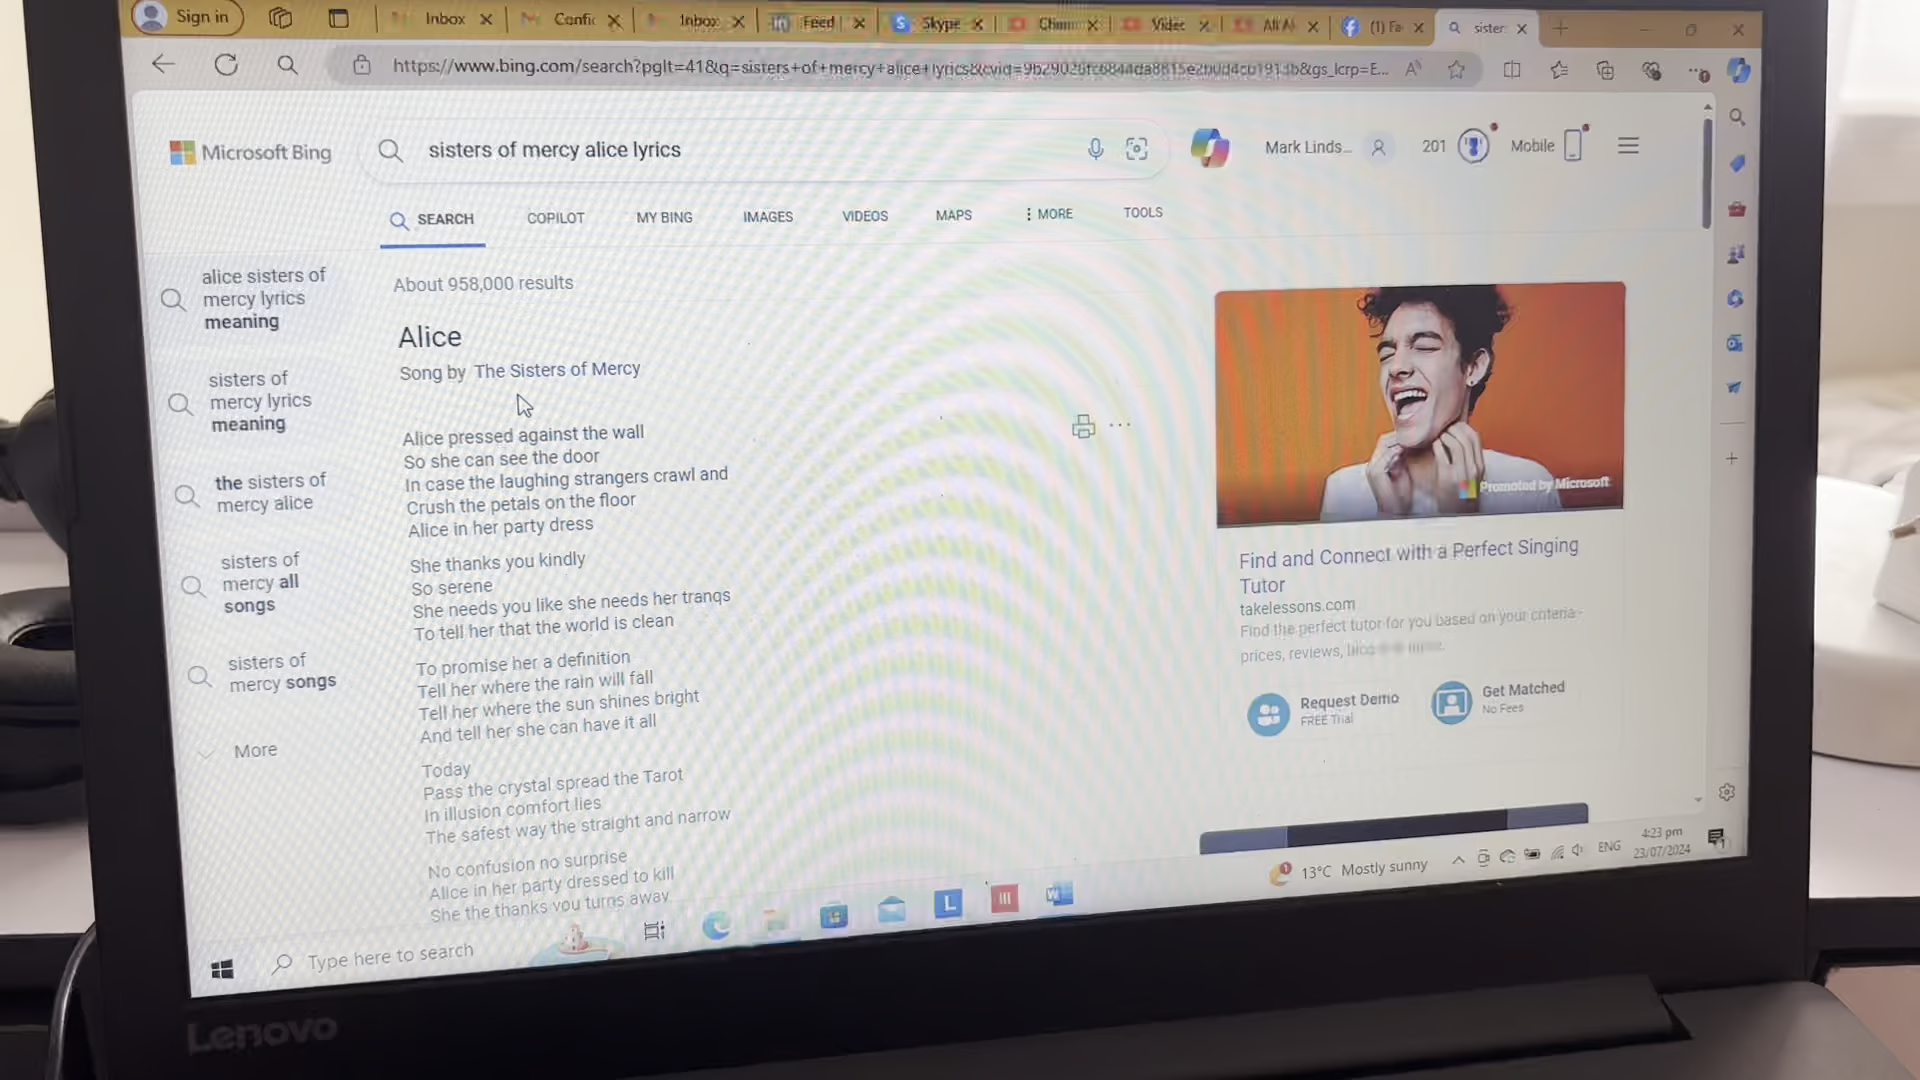 Sign in
Inbox
Confic
Inbox
Feed
Skype
Video
(1) Fa
sister
https://www.bing.com/search?pglt=41&q=sisters+of+mercy+alice+lyrics&cvid=
Microsoft Bing
sisters of mercy alice lyrics
Mark Linds...
201
Mobile
SEARCH
COPILOT
MY BING
IMAGES
VIDEOS
MAPS
MORE
TOOLS
alice sisters of
mercy lyrics
meaning
sisters of
mercy lyrics
meaning
the sisters of
mercy alice
sisters of
mercy all
songs
sisters of
mercy songs
More
About 958,000 results
Alice
Song by The Sisters of Mercy
Alice pressed against the wall
So she can see the door
In case the laughing strangers crawl and
Crush the petals on the floor
Alice in her party dress
She thanks you kindly
So serene
She needs you like she needs her tranqs
To tell her that the world is clean
To promise her a definition
Tell her where the rain will fall
Tell her where the sun shines bright
And tell her she can have it all
Today
Pass the crystal spread the Tarot
In illusion comfort lies
The safest way the straight and narrow
No confusion no surprise
Alice in her party dressed to kill
She the thanks you turns away
Promoted by Microsoft
Find and Connect with a Perfect Singing
Tutor
takelessons.com
Find the perfect tutor for you based on your criteria -
prices, reviews,
Request Demo
FREE Trial
Get Matched
No Fees
Type here to search
13°C Mostly sunny
ENG
4:23 pm
23/07/2024
Lenovo